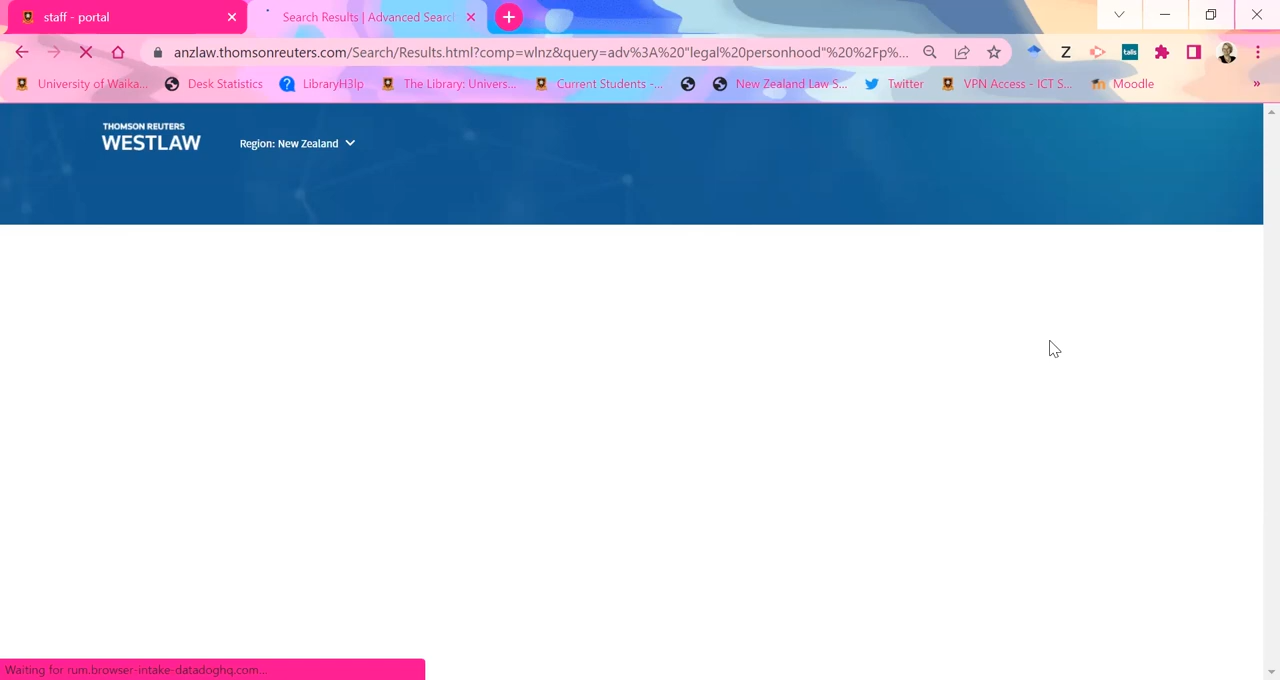 staff - portal
Search Results | Advanced Searc
anzlaw.thomsonreuters.com/Search/Results.html?comp=wlnz&query=adv%3A%20"legal%20personhood"%20%2Fp%...
University of Waika...
Desk Statistics
LibraryH3lp
The Library: Univers...
Current Students -...
New Zealand Law S...
Twitter
VPN Access - ICT S...
Moodle
Z
talis
»
THOMSON REUTERS
WESTLAW
Region: New Zealand
Waiting for rum.browser-intake-datadoghq.com...